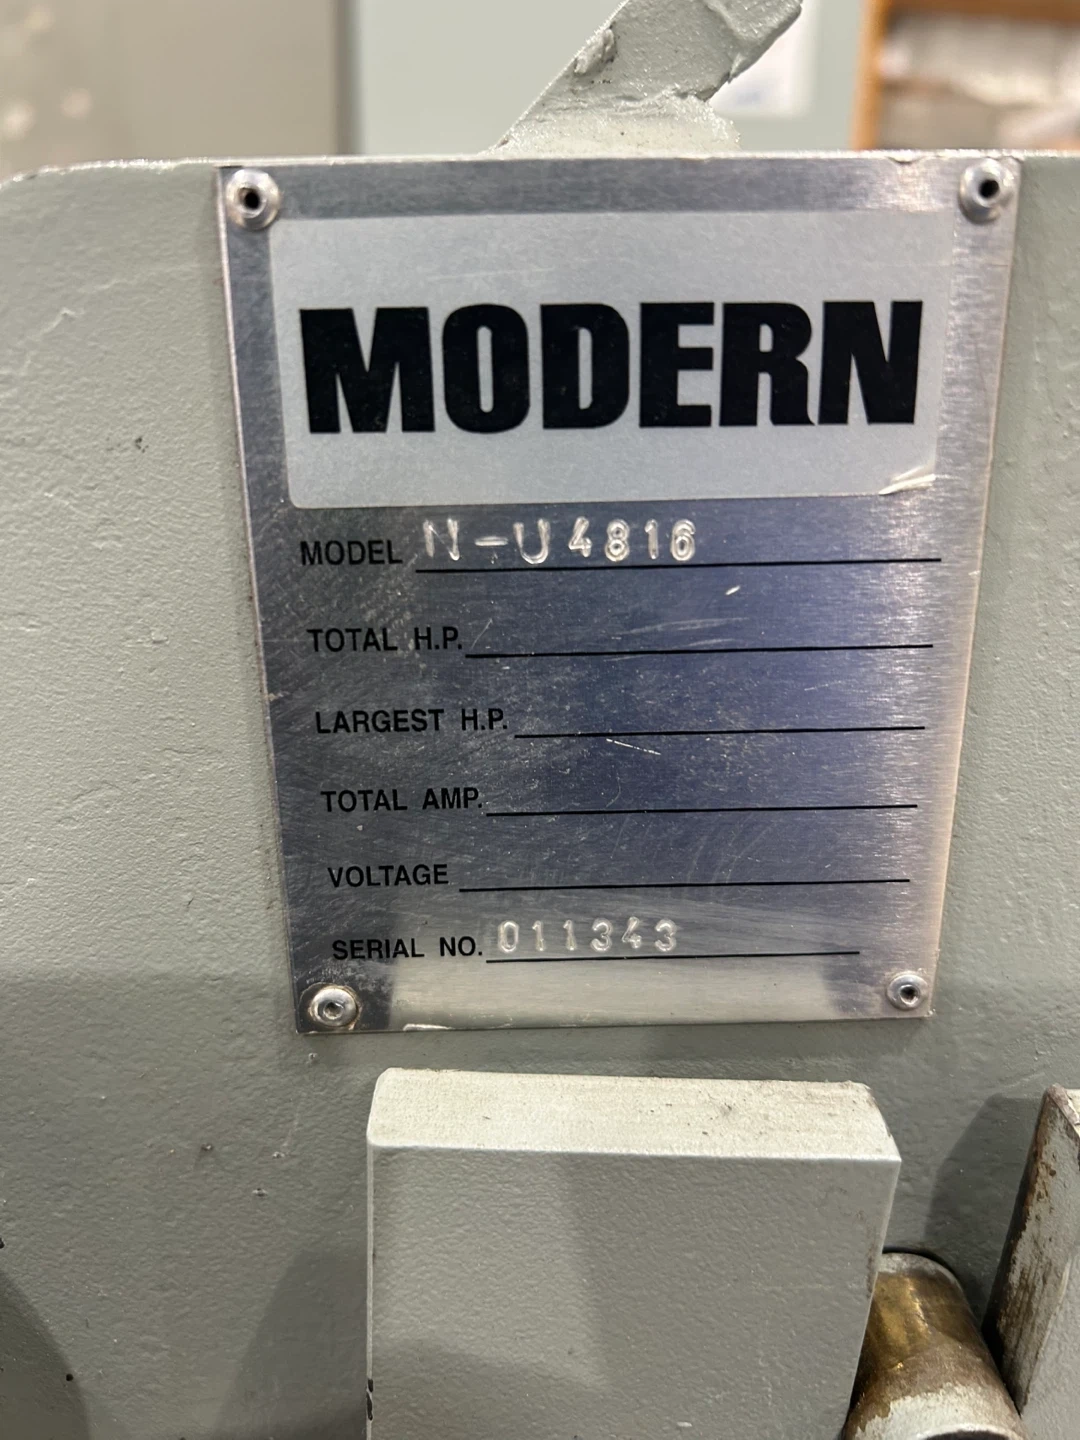 MODERN
MODEL N-U4816
TOTAL H.P.
LARGEST H.P.
TOTAL AMP.
VOLTAGE
SERIAL NO. 011343